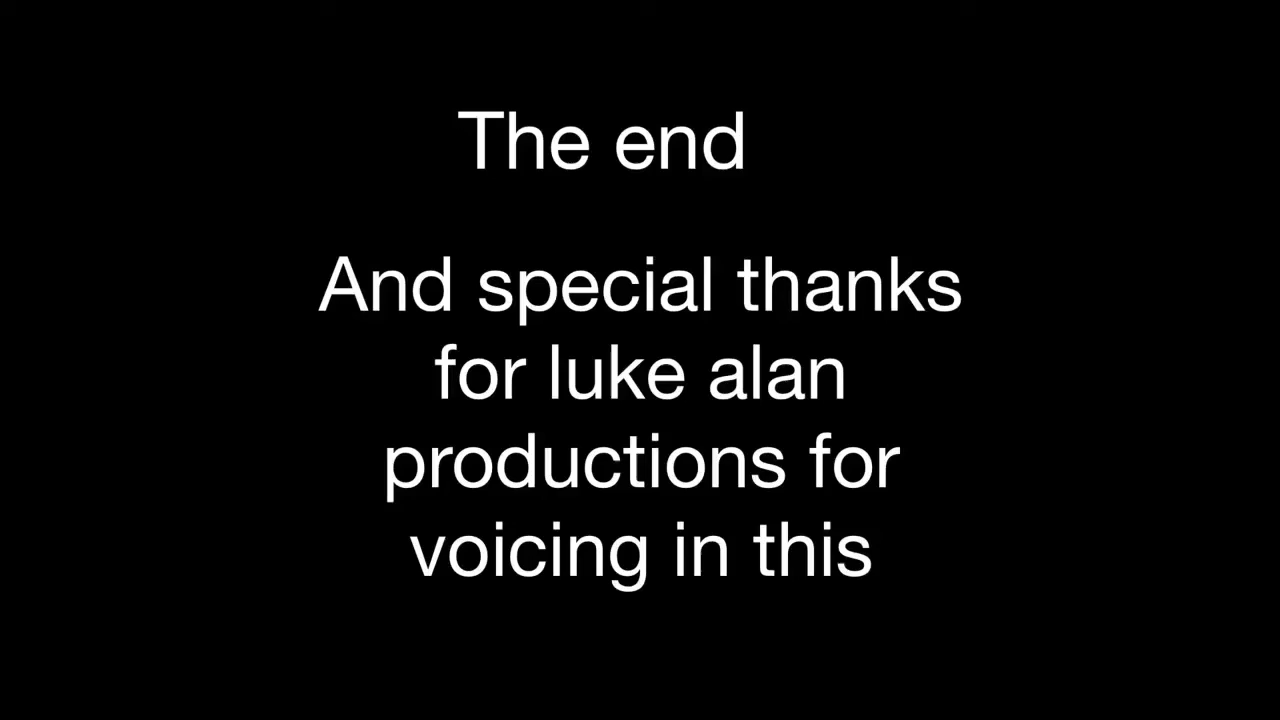 The end
And special thanks
for luke alan
productions for
voicing in this